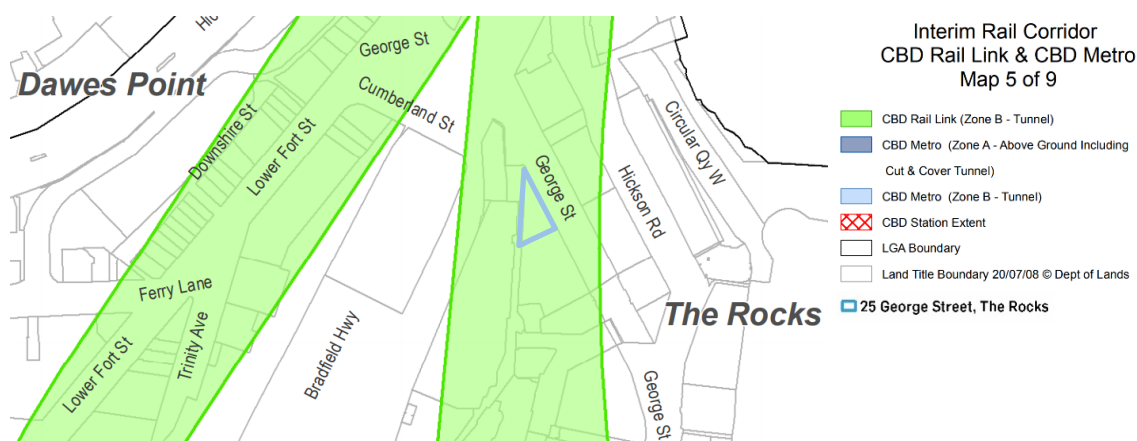 Hic
George St
Dawes Point
Cumberland St
Downshire St
Lower Fort St
Circular Qy W
George St
Hickson Rd
Ferry Lane
The Rocks
Trinity Ave
Bradfield Hwy
Lower Fort St
George St
Interim Rail Corridor
CBD Rail Link & CBD Metro
Map 5 of 9
CBD Rail Link (Zone B - Tunnel)
CBD Metro (Zone A - Above Ground Including
Cut & Cover Tunnel)
CBD Metro (Zone B - Tunnel)
CBD Station Extent
LGA Boundary
Land Title Boundary 20/07/08 © Dept of Lands
25 George Street, The Rocks